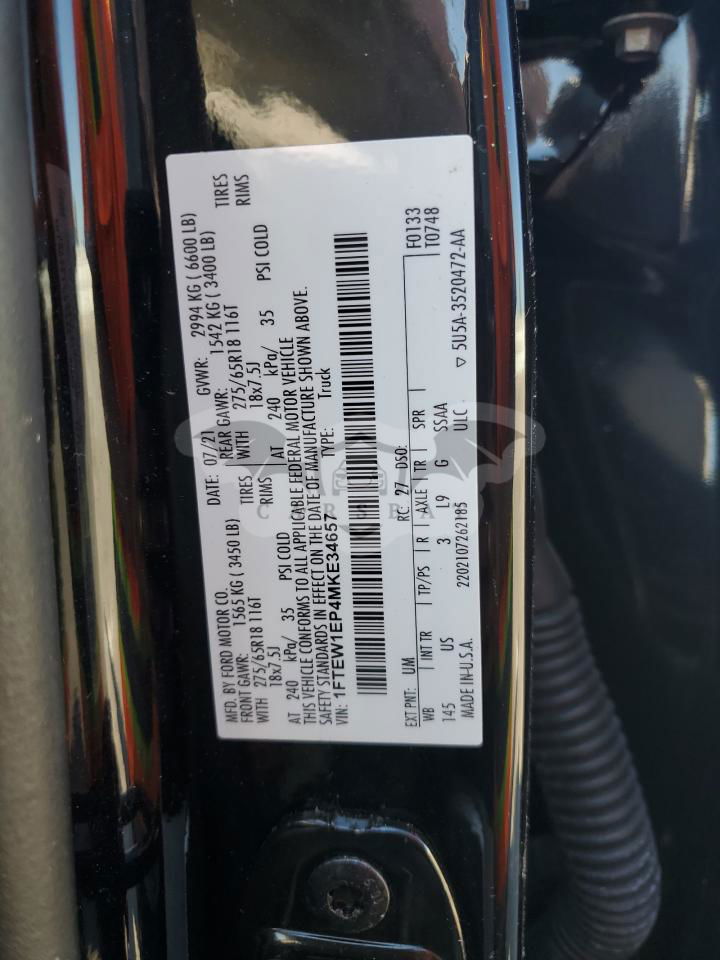 MFD. BY FORD MOTOR CO. DATE: 07/21 GVWR: 2994 KG ( 6600 LB)
FRONT GAWR: 1565 KG (3450 LB) REAR GAWR: 1542 KG ( 3400 LB)
WITH 275/65R18 116T TIRES WITH 275/65R18 116T TIRES
18x7.5J RIMS 18x7.5J RIMS
AT 240 kPa/ 35 PSI COLD AT 240 kPa/ 35 PSI COLD
THIS VEHICLE CONFORMS TO ALL APPLICABLE FEDERAL MOTOR VEHICLE
SAFETY STANDARDS IN EFFECT ON THE DATE OF MANUFACTURE SHOWN ABOVE.
VIN: 1FTEW1EP4MKE34657 TYPE: Truck
EXT PNT: UM RC: 27 DSO: F0133
WB INT TR TP/PS R AXLE TR SPR T0748
145 US 3 L9 G SSAA
2202107262185 ULC ▽ 5U5A-3520472-AA
MADE IN U.S.A.